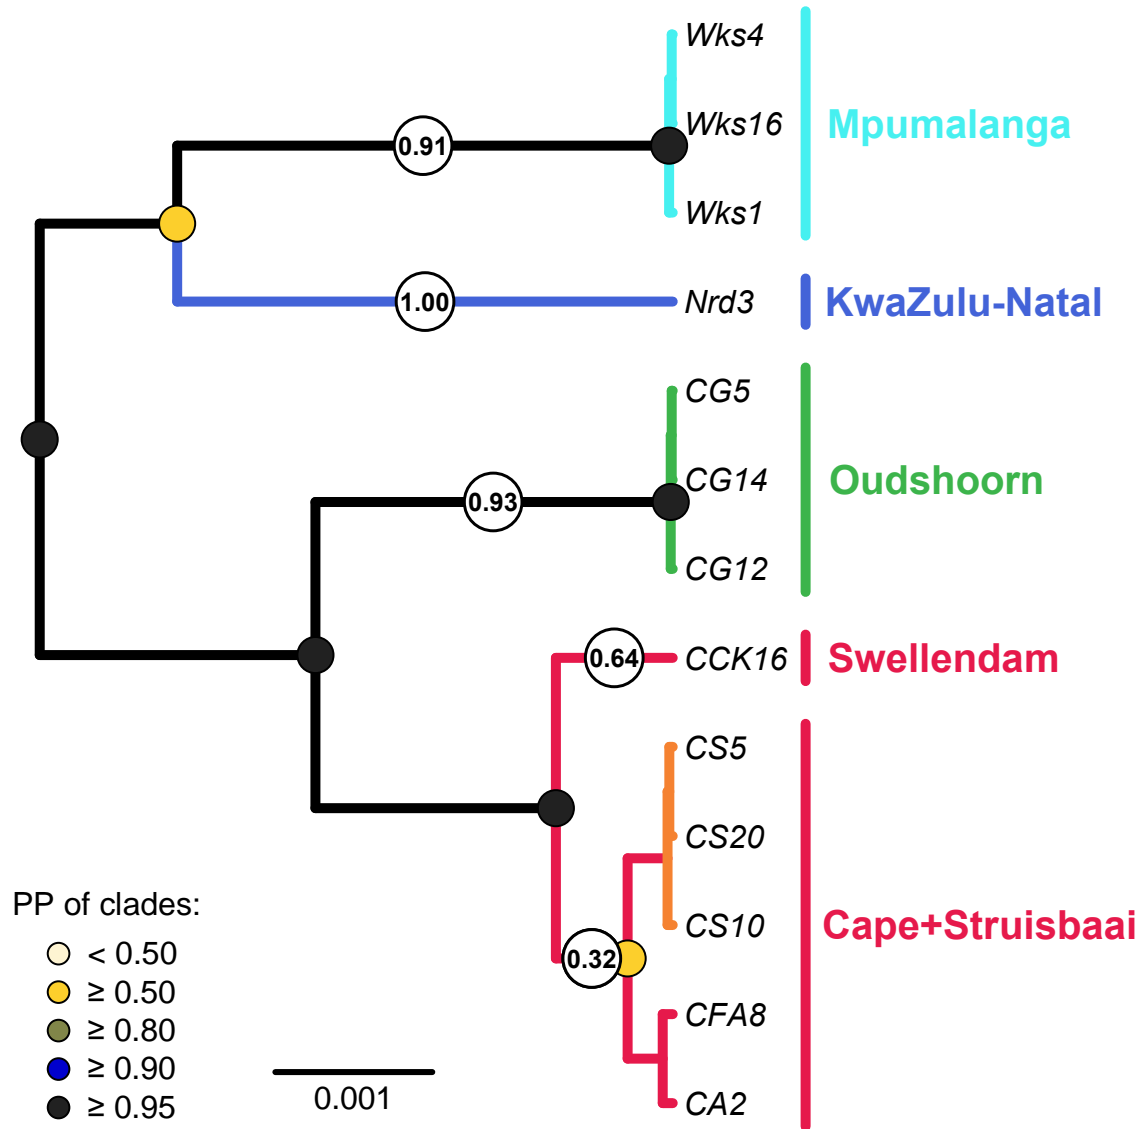 Wks4
Wks16
Mpumalanga
0.91
Wks1
Nrd3
KwaZulu-Natal
1.00
CG5
CG14
Oudshoorn
0.93
CG12
CCK16
Swellendam
0.64
CS5
CS20
CS10
Cape+Struisbaai
0.32
CFA8
CA2
PP of clades:
< 0.50
≥ 0.50
≥ 0.80
≥ 0.90
≥ 0.95
0.001